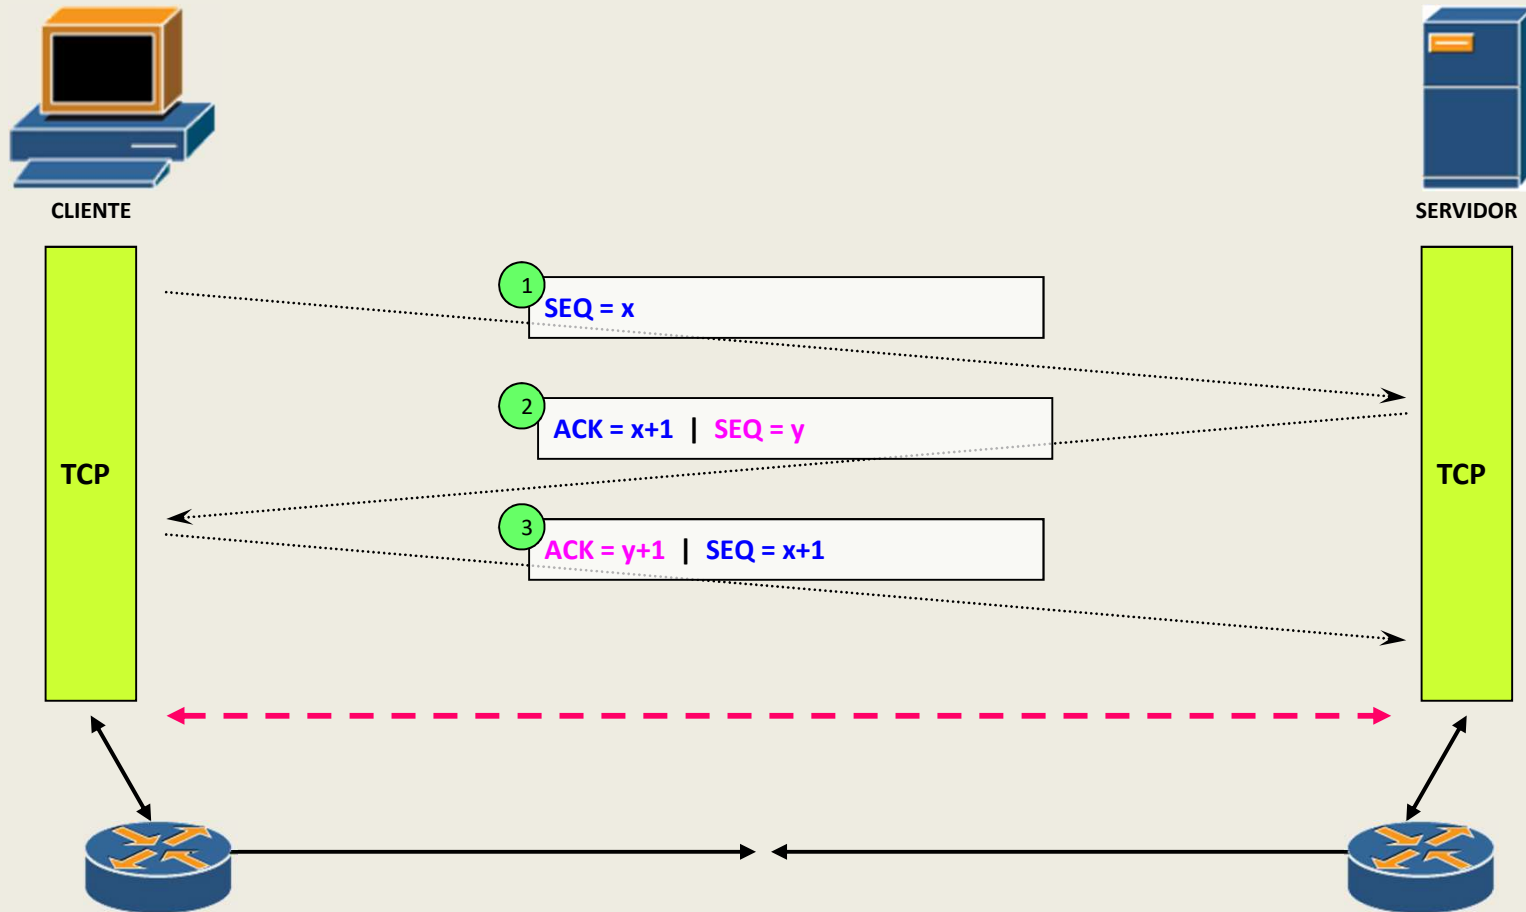 CLIENTE
SERVIDOR
1
SEQ = x
2
ACK = x+1 | SEQ = y
TCP
TCP
3
ACK = y+1 | SEQ = x+1